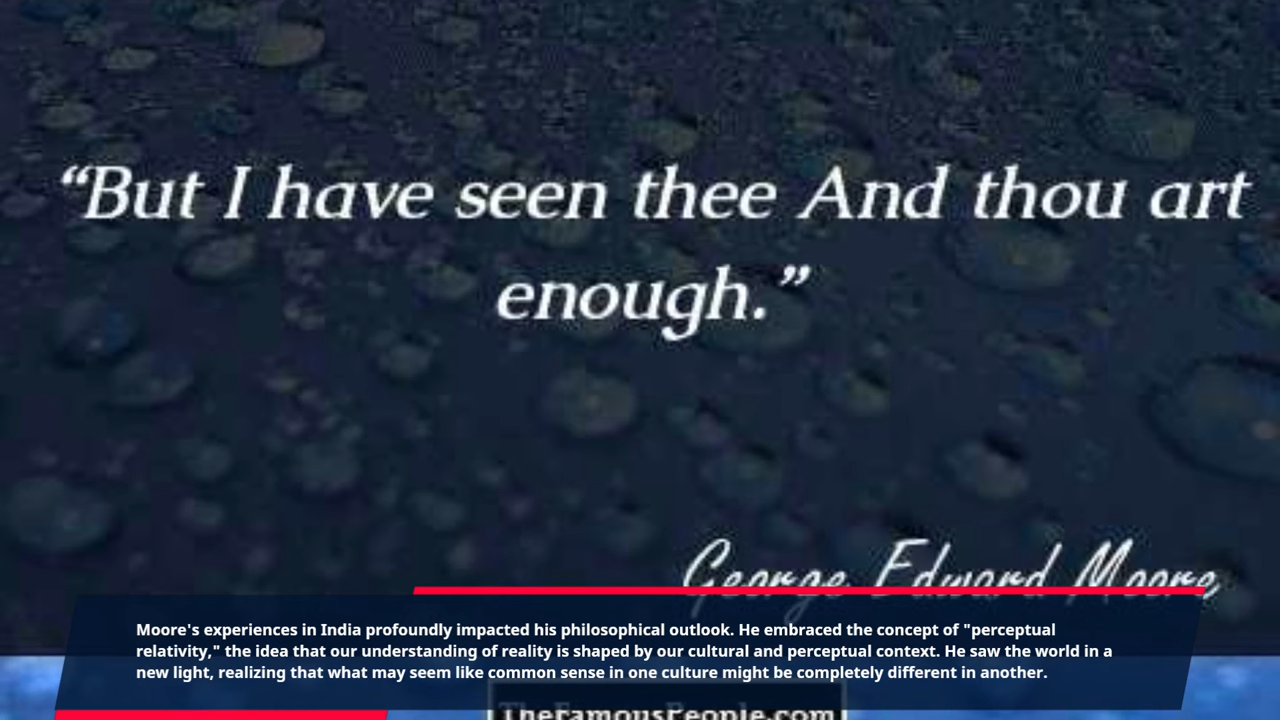 “But I have seen thee And thou art
enough.”
George Edward Moore
Moore's experiences in India profoundly impacted his philosophical outlook. He embraced the concept of "perceptual
relativity," the idea that our understanding of reality is shaped by our cultural and perceptual context. He saw the world in a
new light, realizing that what may seem like common sense in one culture might be completely different in another.
TheFamousPeople.com